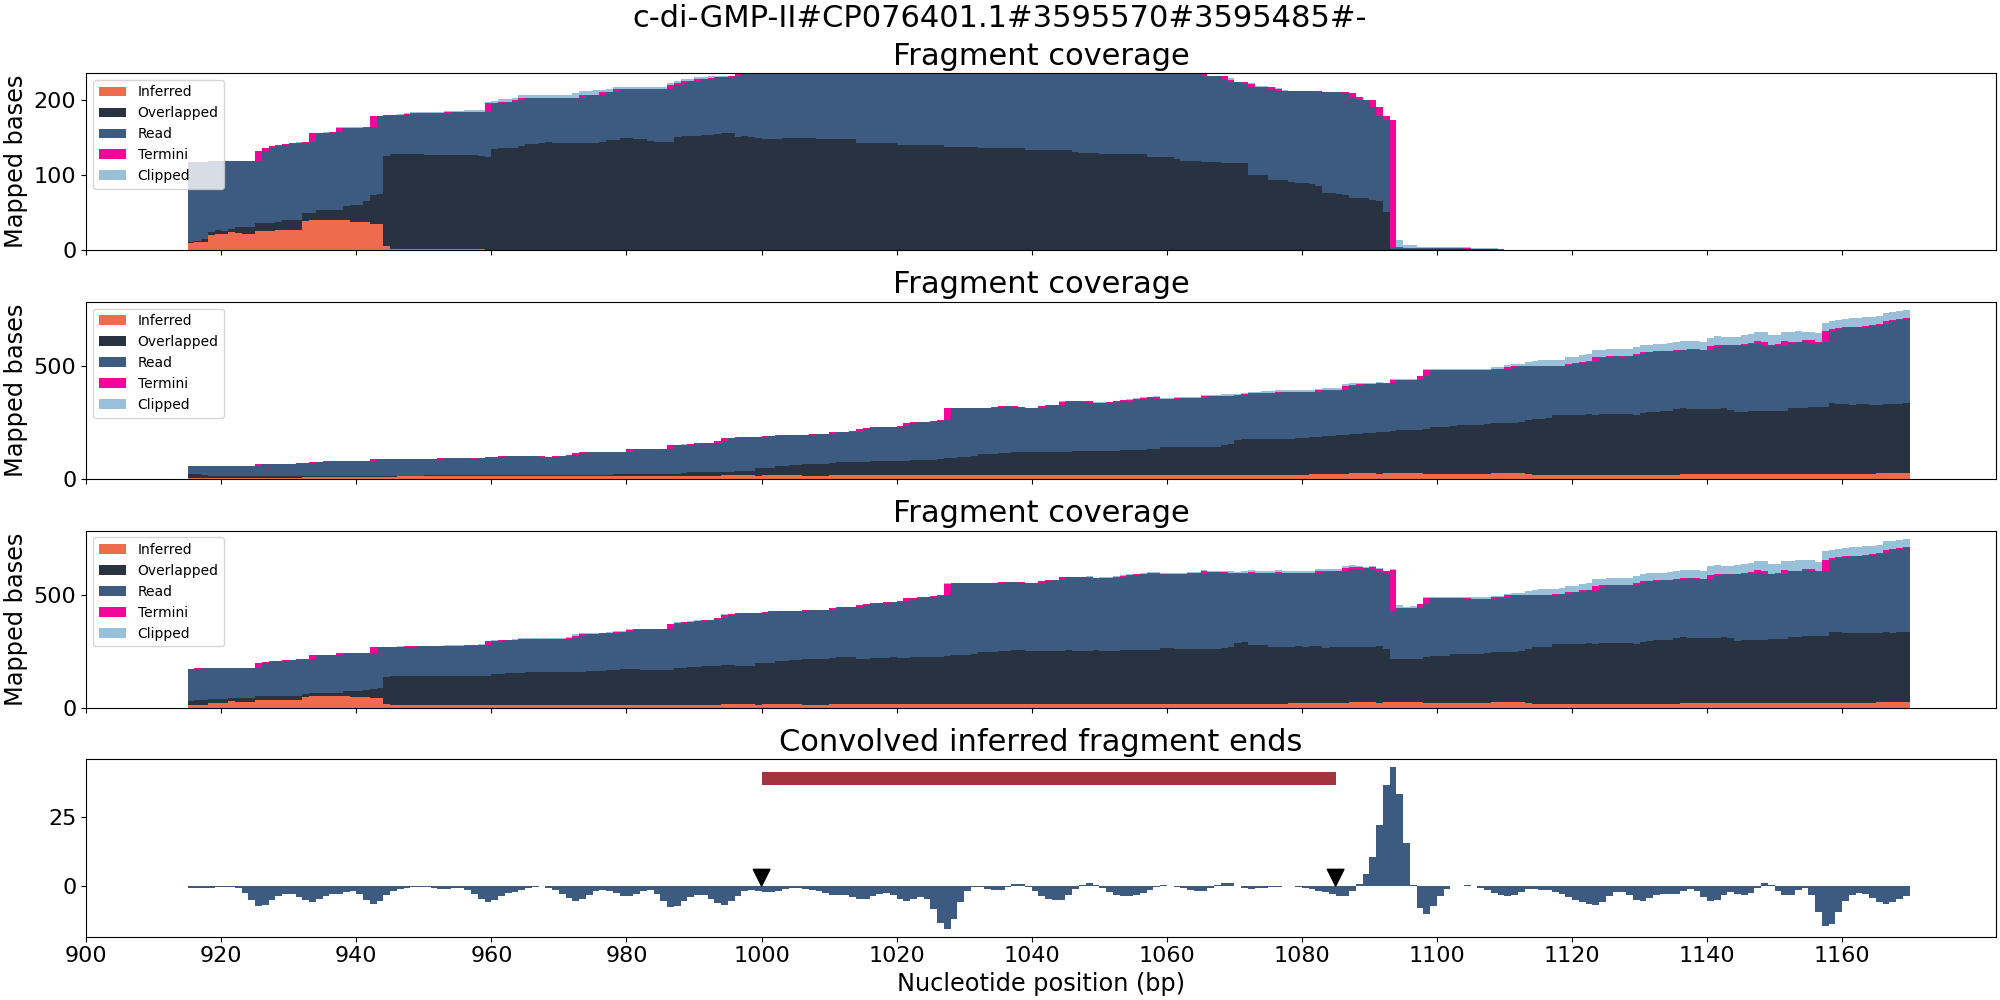 c-di-GMP-II#CP076401.1#3595570#3595485#-
Fragment coverage
Mapped bases
200
100
0
Inferred
Overlapped
Read
Termini
Clipped
Fragment coverage
Mapped bases
500
0
Inferred
Overlapped
Read
Termini
Clipped
Fragment coverage
Mapped bases
500
0
Inferred
Overlapped
Read
Termini
Clipped
Convolved inferred fragment ends
25
0
900 920 940 960 980 1000 1020 1040 1060 1080 1100 1120 1140 1160
Nucleotide position (bp)